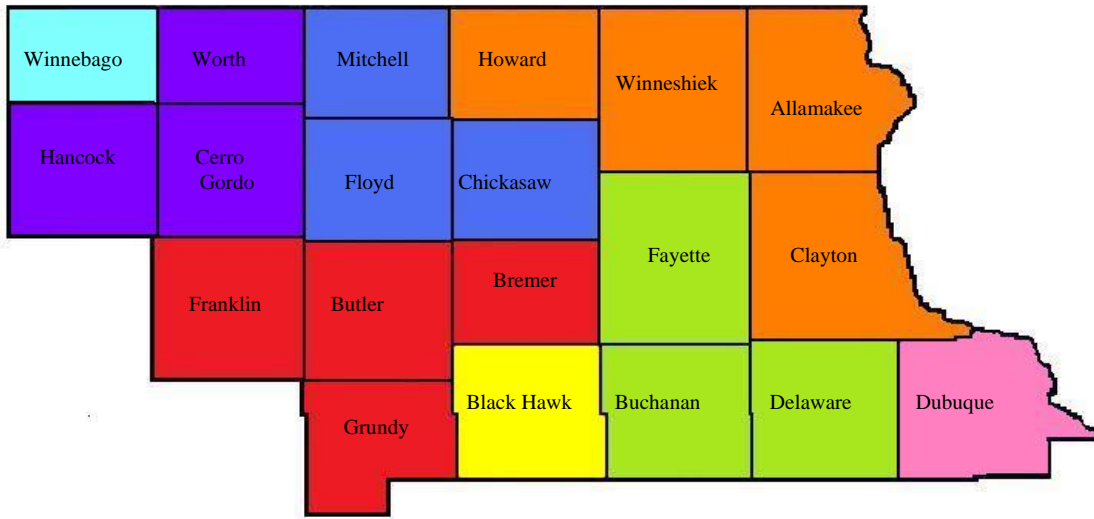 Winnebago
Worth
Mitchell
Howard
Winneshiek
Allamakee
Hancock
Cerro
Gordo
Floyd
Chickasaw
Fayette
Clayton
Franklin
Butler
Bremer
Grundy
Black Hawk
Buchanan
Delaware
Dubuque